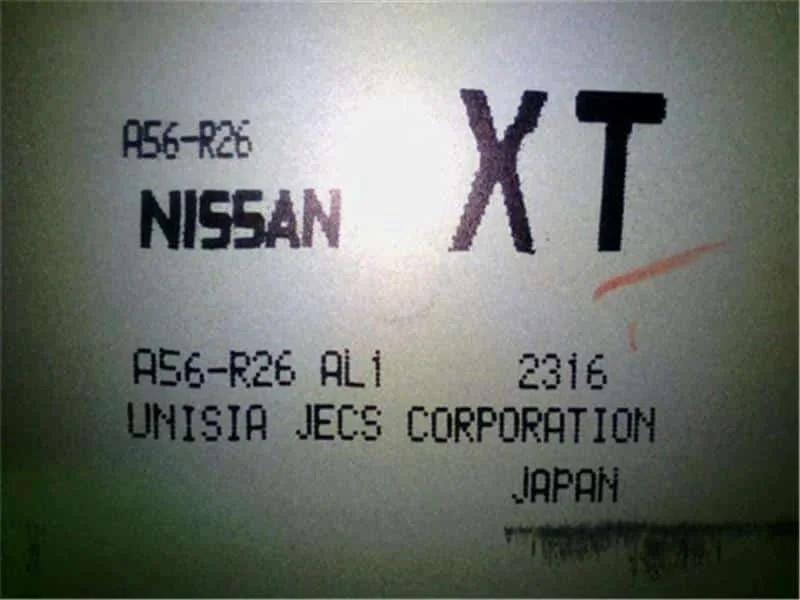 A56-R26 XT
NISSAN
A56-R26 AL1 2316
UNISIA JECS CORPORATION
JAPAN